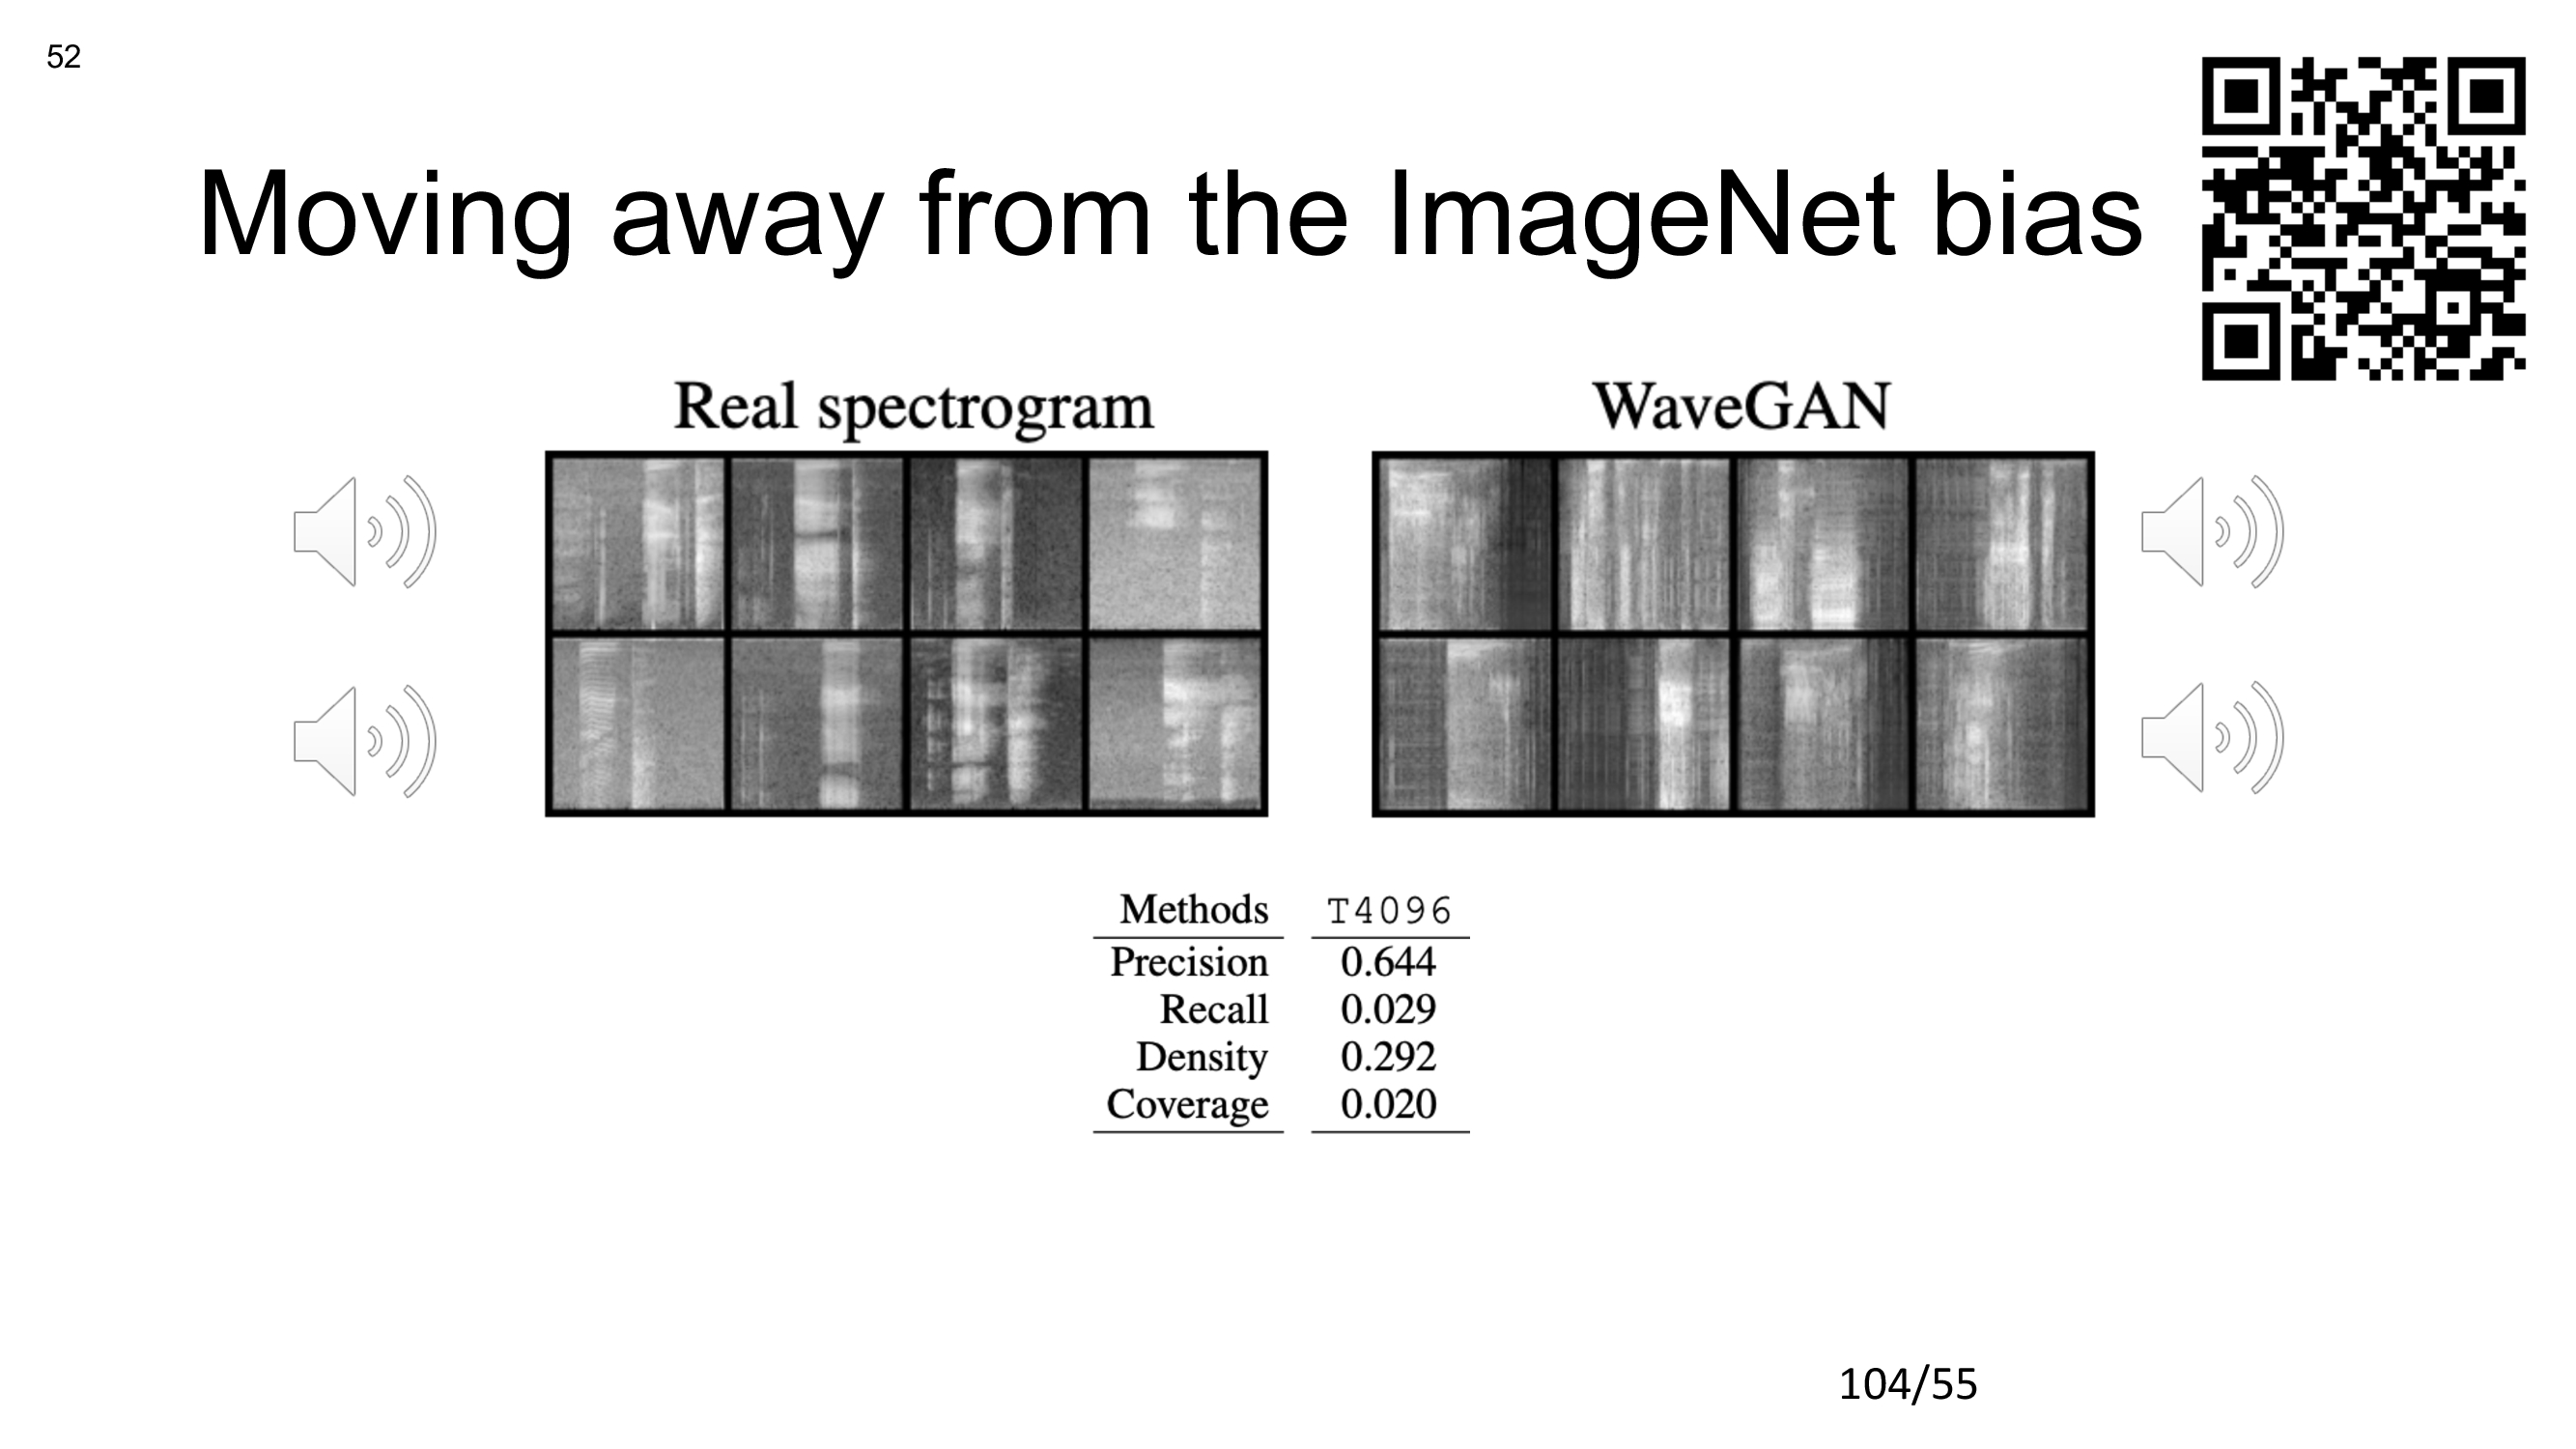 52
Moving away from the ImageNet bias
Real spectrogram
WaveGAN
Methods T4096
Precision 0.644
Recall 0.029
Density 0.292
Coverage 0.020
104/55